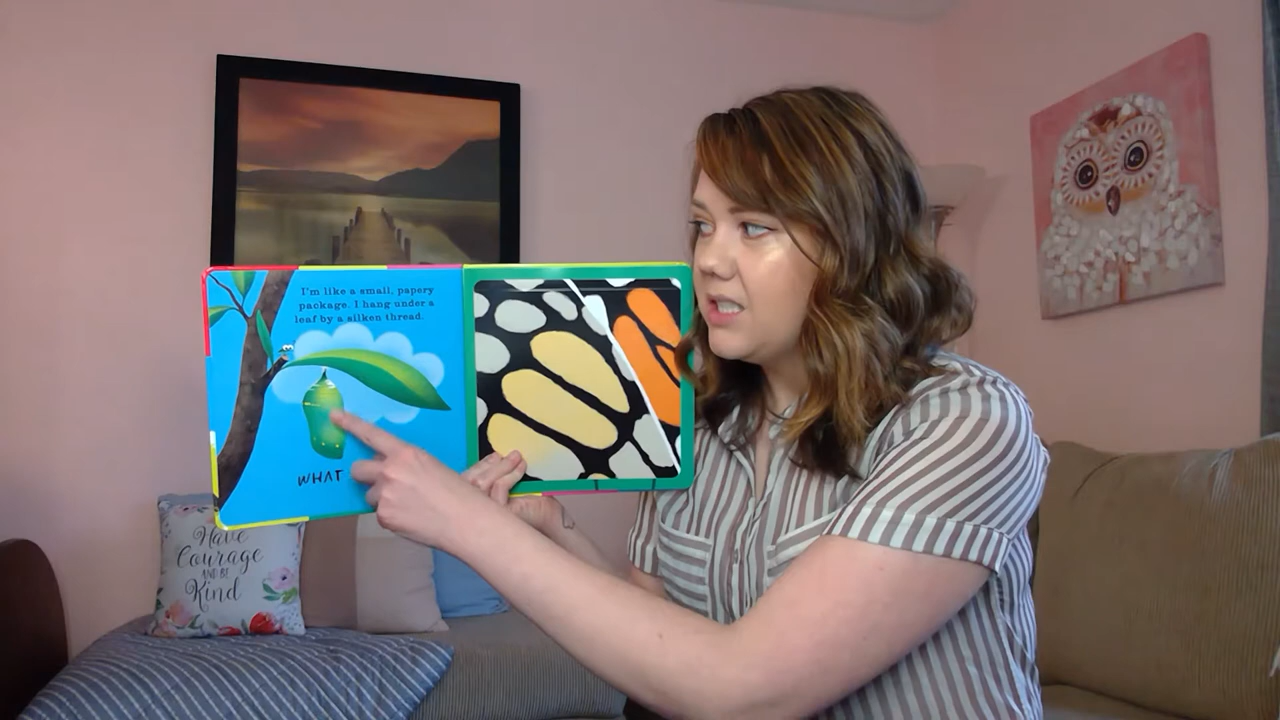 I'm like a small, papery
package. I hang under a
leaf by a silken thread.
WHAT
Have
Courage
AND BE
Kind